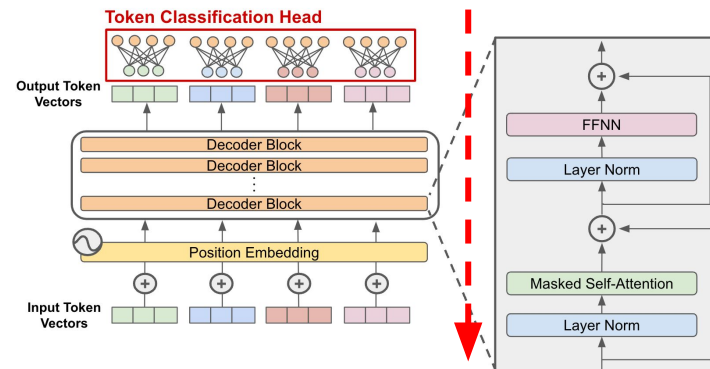 Token Classification Head
Output Token
Vectors
Decoder Block
Decoder Block
Decoder Block
Position Embedding
Input Token
Vectors
FFNN
Layer Norm
Masked Self-Attention
Layer Norm